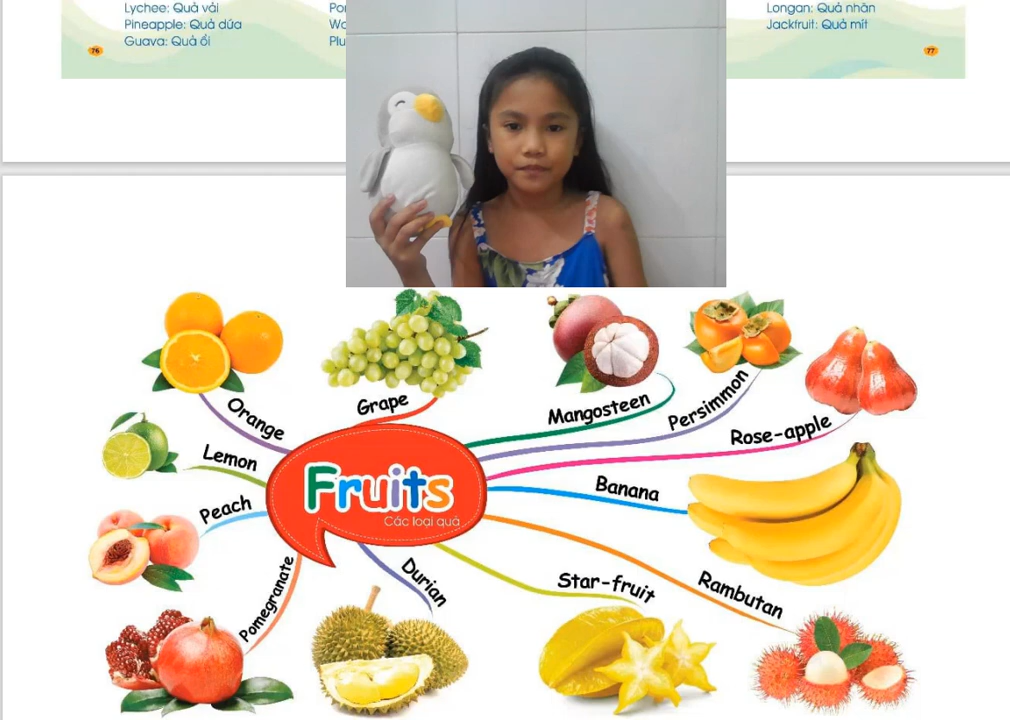 Lychee: Quả vải
Pineapple: Quả dứa
Guava: Quả ổi
Longan: Quả nhãn
Jackfruit: Quả mít
76
77
Orange
Grape
Mangosteen
Persimmon
Rose-apple
Lemon
Fruits
Các loại quả
Banana
Peach
Pomegranate
Durian
Star-fruit
Rambutan